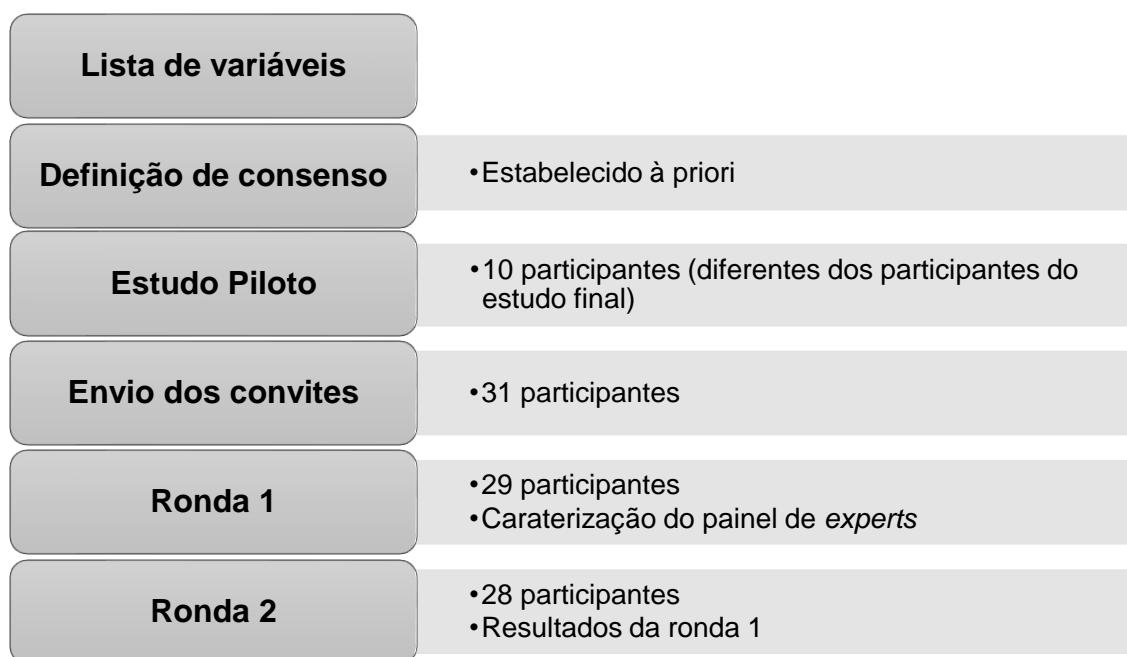 Lista de variáveis
Definição de consenso
•Estabelecido à priori
Estudo Piloto
•10 participantes (diferentes dos participantes do
estudo final)
Envio dos convites
•31 participantes
Ronda 1
•29 participantes
•Caraterização do painel de experts
Ronda 2
•28 participantes
•Resultados da ronda 1